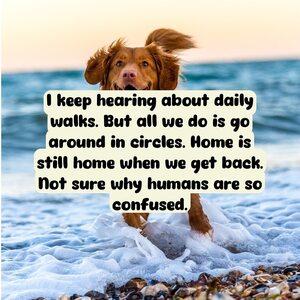 I keep hearing about daily
walks. But all we do is go
around in circles. Home is
still home when we get back.
Not sure why humans are so
confused.